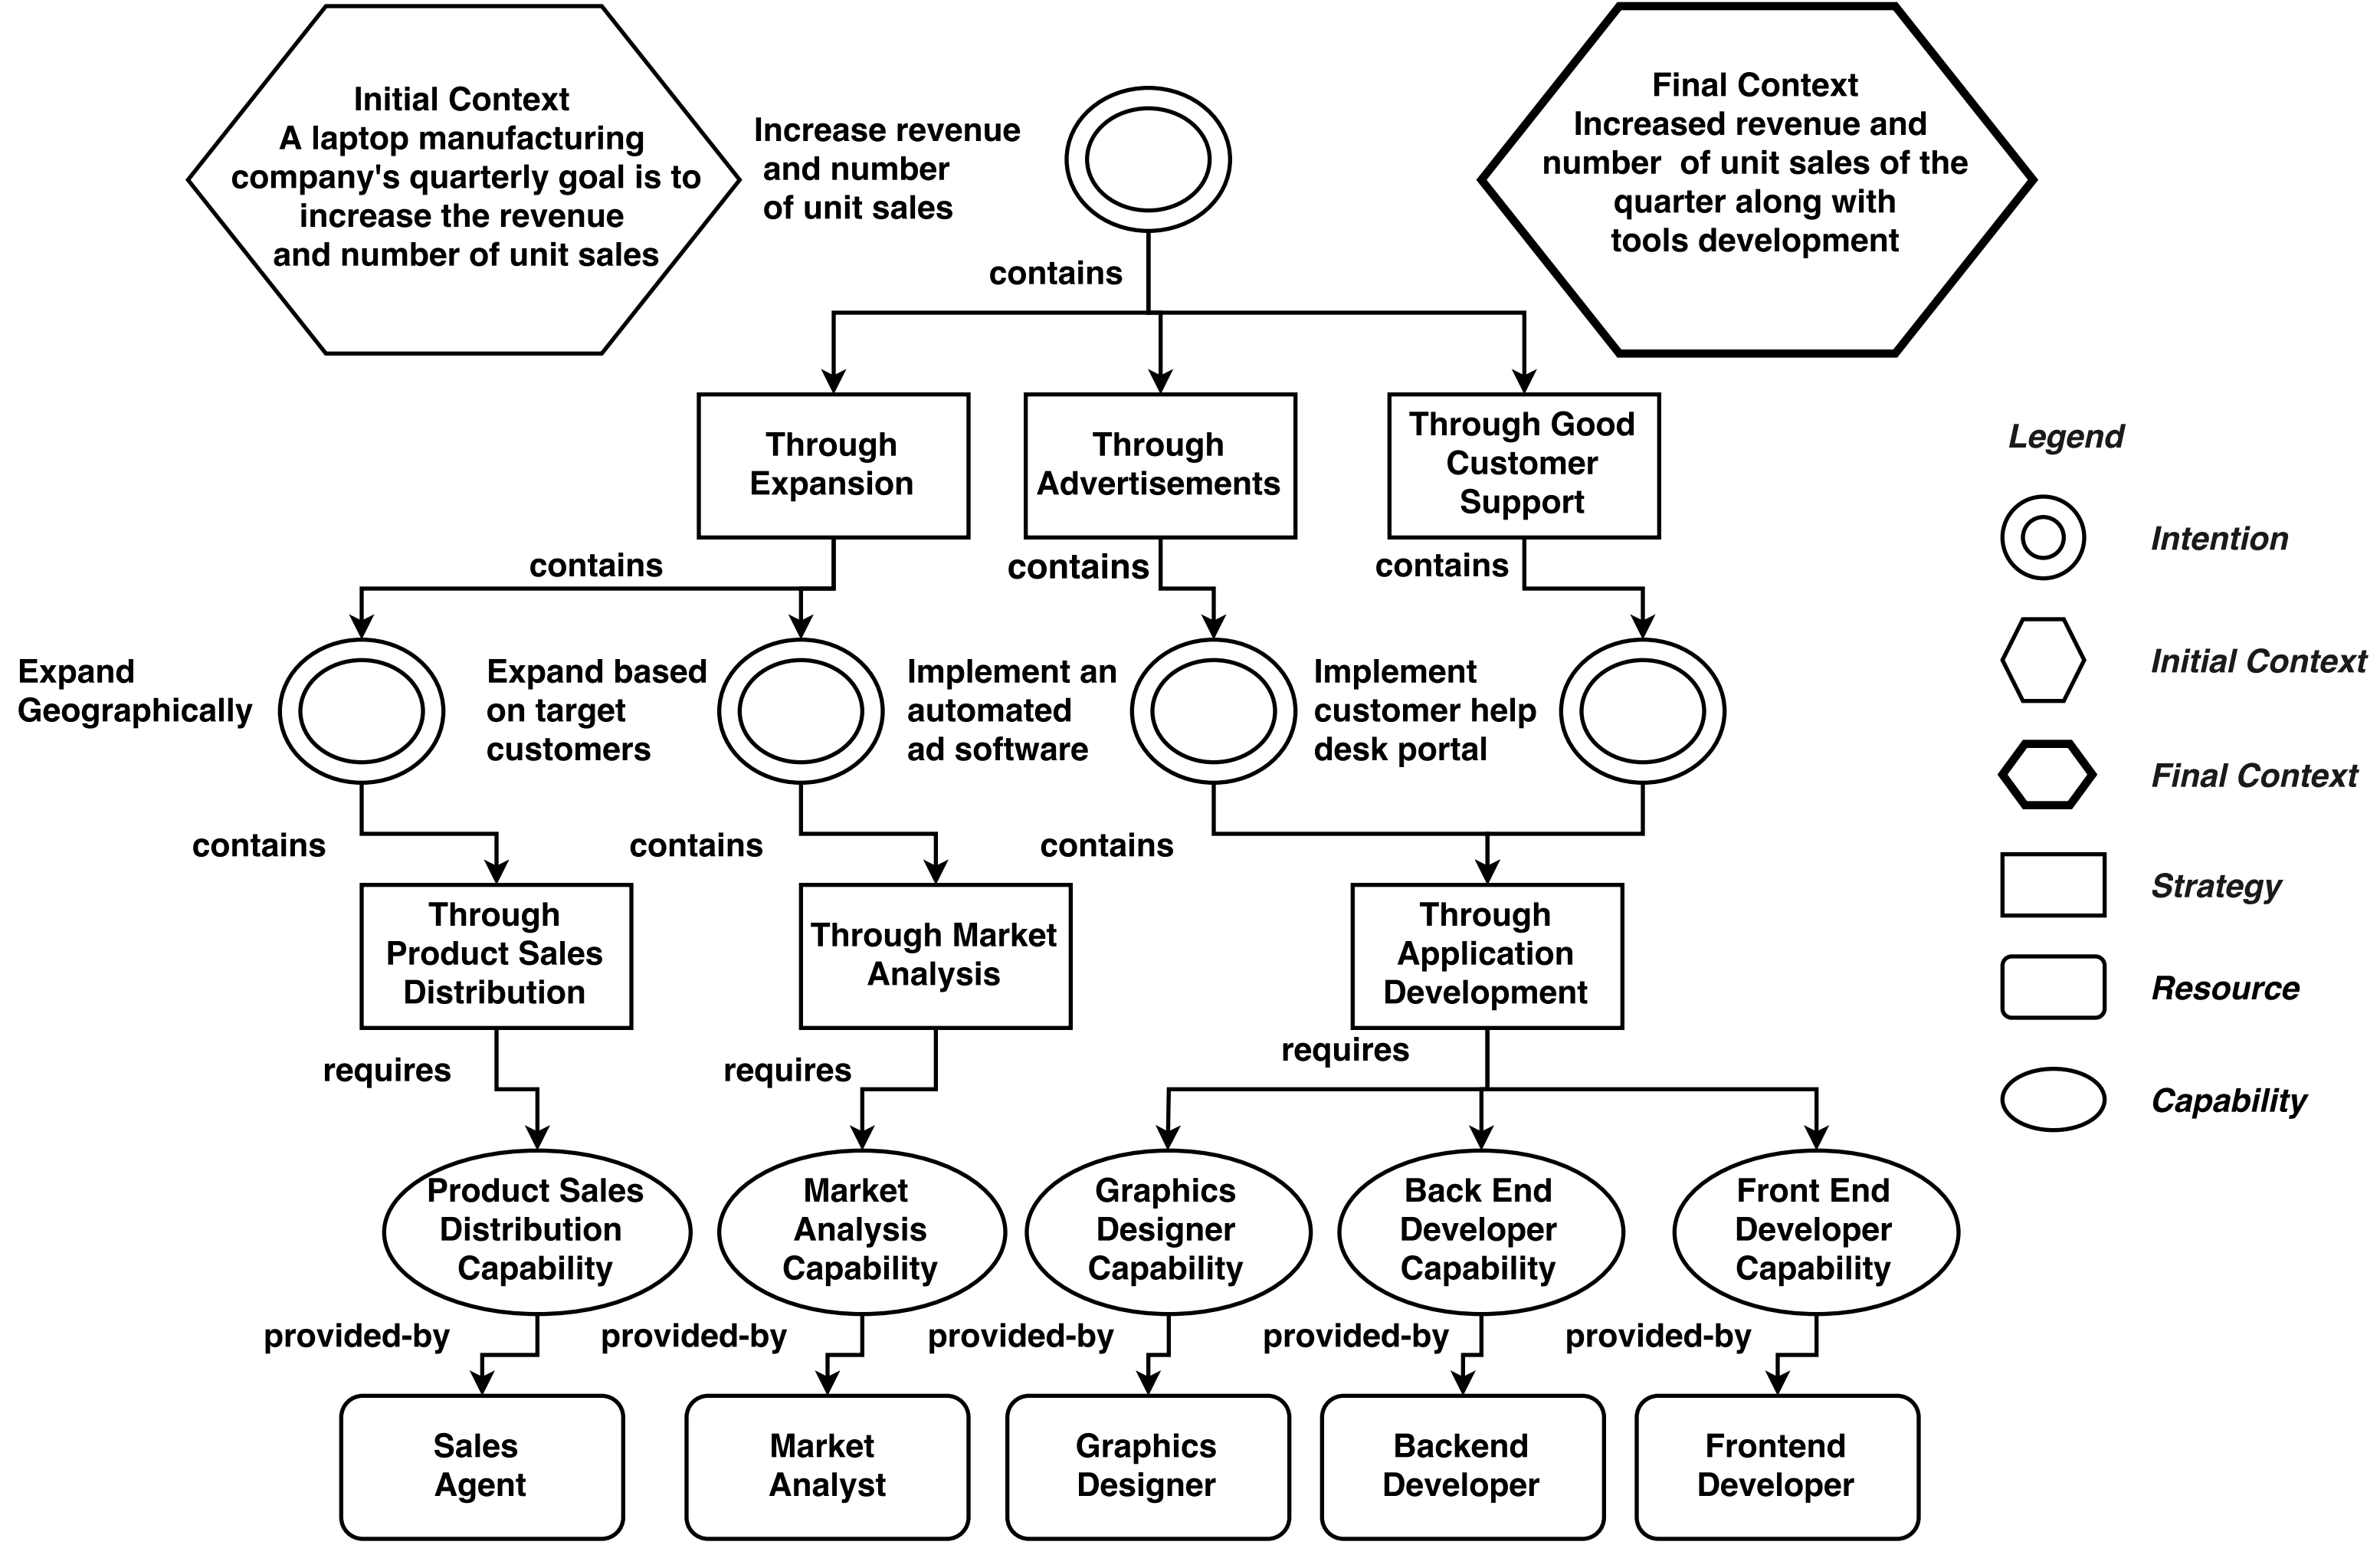 Initial Context
A laptop manufacturing
company's quarterly goal is to
increase the revenue
and number of unit sales
Increase revenue
and number
of unit sales
Final Context
Increased revenue and
number  of unit sales of the
quarter along with
tools development
contains
Through
Expansion
Through
Advertisements
Through Good
Customer
Support
contains
contains
contains
Expand
Geographically
Expand based
on target
customers
Implement an
automated
ad software
Implement
customer help
desk portal
contains
contains
contains
Through
Product Sales
Distribution
Through Market
Analysis
Through
Application
Development
requires
requires
requires
Product Sales
Distribution
Capability
Market
Analysis
Capability
Graphics
Designer
Capability
Back End
Developer
Capability
Front End
Developer
Capability
provided-by
provided-by
provided-by
provided-by
provided-by
Sales
Agent
Market
Analyst
Graphics
Designer
Backend
Developer
Frontend
Developer
Legend
Intention
Initial Context
Final Context
Strategy
Resource
Capability